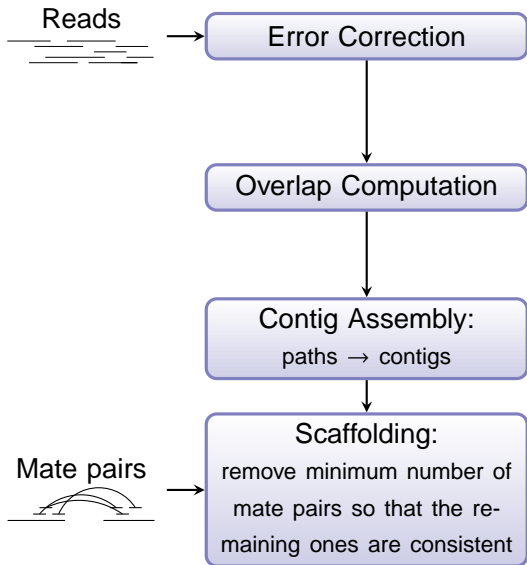 Reads
Error Correction
Overlap Computation
Contig Assembly:
paths → contigs
Scaffolding:
Mate pairs
remove minimum number of
mate pairs so that the re-
maining ones are consistent